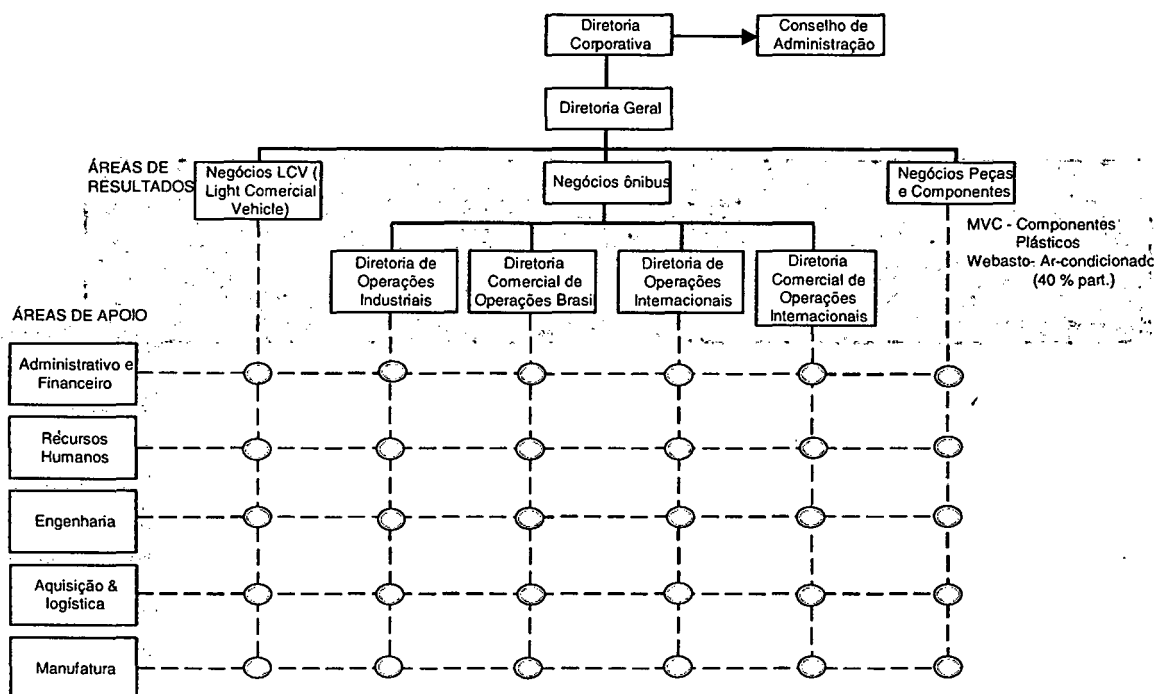 Diretoria
Corporativa
Conselho de
Administração
Diretoria Geral
ÁREAS DE
RESULTADOS
Negócios LCV (
Light Comercial
Vehicle)
Negócios ônibus
Negócios Peças
e Componentes
MVC - Componentes
Plásticos
Webasto- Ar-condicionado
(40 % part.)
Diretoria de
Operações
Industriais
Diretoria
Comercial de
Operações Brasil
Diretoria de
Operações
Internacionais
Diretoria
Comercial de
Operações
Internacionais
ÁREAS DE APOIO
Administrativo e
Financeiro
Recursos
Humanos
Engenharia
Aquisição &
logística
Manufatura